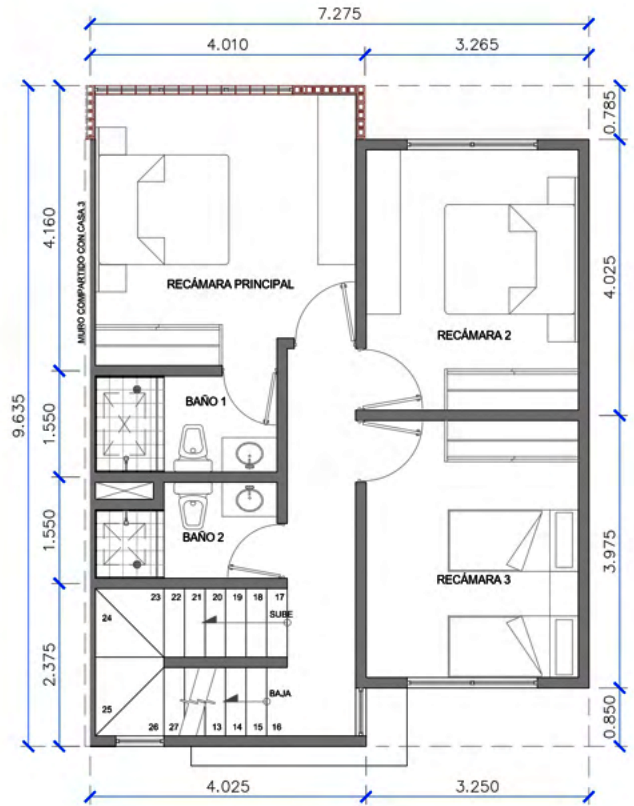 7.275
4.010
3.265
0.785
4.160
MURO COMPARTIDO CON CASA 3
RECÁMARA PRINCIPAL
RECÁMARA 2
4.025
9.635
1.550
BAÑO 1
1.550
BAÑO 2
RECÁMARA 3
3.975
23 22 21 20 19 18 17
24
SUBE
2.375
25
BAJA
26 27 13 14 15 16
0.850
4.025
3.250